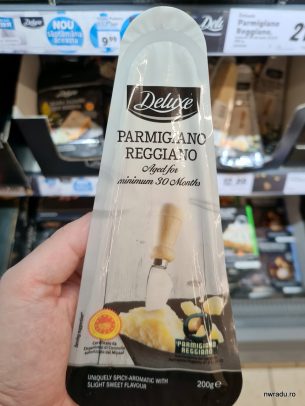 NOU
săptămâna
aceasta
9.99
Deluxe
Parmigiano
Reggiano,
2
Deluxe
PARMIGIANO
REGGIANO
Aged for
minimum 30 Months
PARMIGIANO
REGGIANO
UNIQUELY SPICY-AROMATIC WITH
SLIGHT SWEET FLAVOUR
200g
nwradu.ro